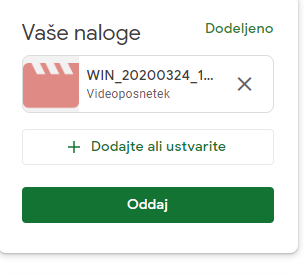 Vaše naloge
Dodeljeno
WIN_20200324_1...
Videoposnetek
Dodajte ali ustvarite
Oddaj